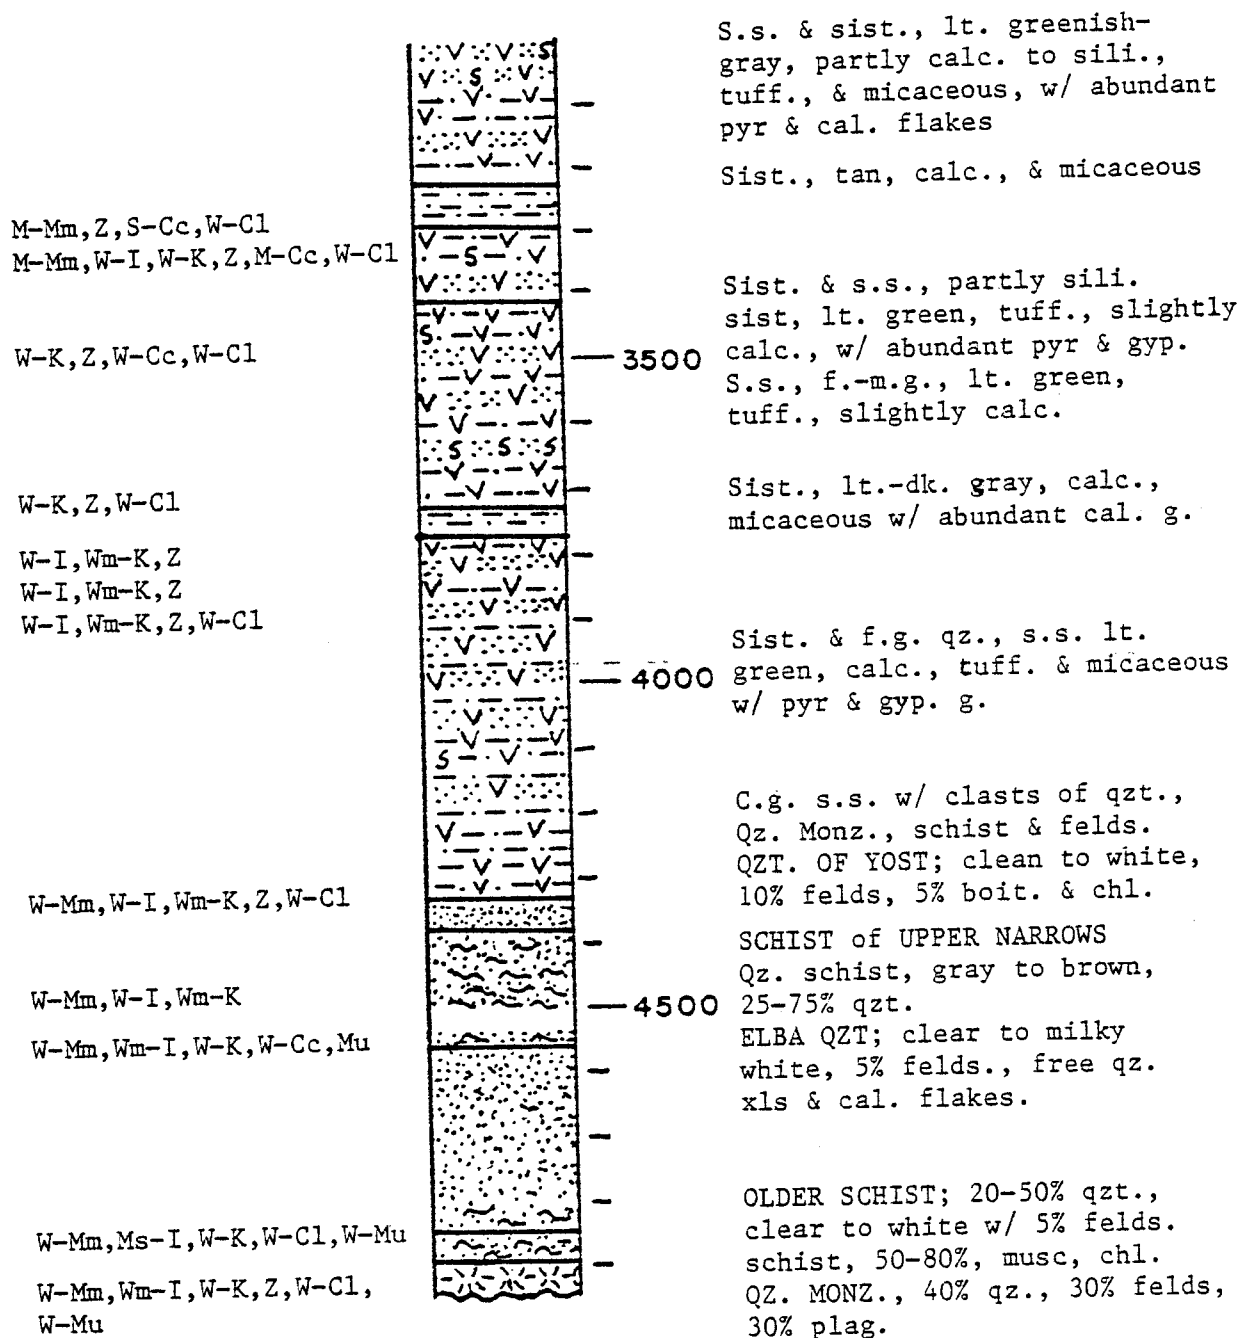 S.s. & sist., lt. greenish-
gray, partly calc. to sili.,
tuff., & micaceous, w/ abundant
pyr & cal. flakes
Sist., tan, calc., & micaceous
M-Mm,Z,S-Cc,W-Cl
M-Mm,W-I,W-K,Z,M-Cc,W-Cl
Sist. & s.s., partly sili.
sist, lt. green, tuff., slightly
calc., w/ abundant pyr & gyp.
S.s., f.-m.g., lt. green,
tuff., slightly calc.
W-K,Z,W-Cc,W-Cl
3500
W-K,Z,W-Cl
Sist., lt.-dk. gray, calc.,
micaceous w/ abundant cal. g.
W-I,Wm-K,Z
W-I,Wm-K,Z
W-I,Wm-K,Z,W-Cl
Sist. & f.g. qz., s.s. lt.
green, calc., tuff. & micaceous
w/ pyr & gyp. g.
4000
C.g. s.s. w/ clasts of qzt.,
Qz. Monz., schist & felds.
QZT. OF YOST; clean to white,
10% felds, 5% boit. & chl.
W-Mm,W-I,Wm-K,Z,W-Cl
SCHIST of UPPER NARROWS
Qz. schist, gray to brown,
25-75% qzt.
W-Mm,W-I,Wm-K
4500
ELBA QZT; clear to milky
white, 5% felds., free qz.
xls & cal. flakes.
W-Mm,Wm-I,W-K,W-Cc,Mu
OLDER SCHIST; 20-50% qzt.,
clear to white w/ 5% felds.
schist, 50-80%, musc, chl.
W-Mm,Ms-I,W-K,W-Cl,W-Mu
QZ. MONZ., 40% qz., 30% felds,
30% plag.
W-Mm,Wm-I,W-K,Z,W-Cl,
W-Mu
S
S
S
S
S S S
S